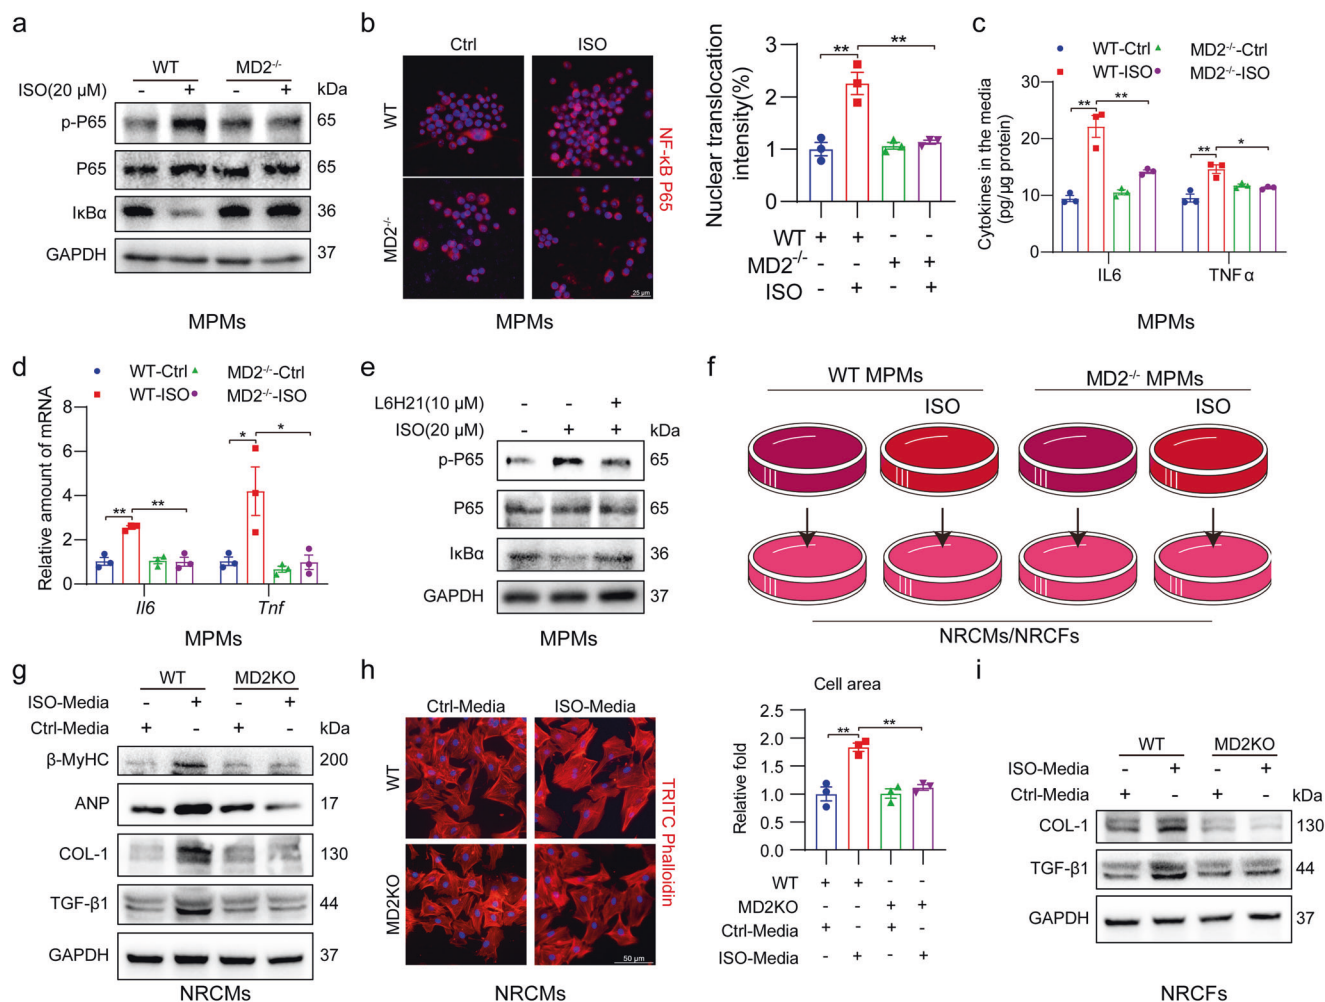 a
WT MD2⁻/⁻
ISO(20 μM) - + - + kDa
p-P65 65
P65 65
IκBα 36
GAPDH 37
MPMs
b
Ctrl ISO
WT
MD2⁻/⁻
NF-κB P65
25 μm
MPMs
Nuclear translocation
intensity(%)
3
2
1
0
** **
WT + + - -
MD2⁻/⁻ - - + +
ISO - + - +
c
WT-Ctrl MD2⁻/⁻-Ctrl
WT-ISO MD2⁻/⁻-ISO
Cytokines in the media
(pg/μg protein)
30
20
10
0
** ** ** *
IL6 TNFα
MPMs
d
WT-Ctrl MD2⁻/⁻-Ctrl
WT-ISO MD2⁻/⁻-ISO
Relative amount of mRNA
8
6
4
2
0
** ** * *
Il6 Tnf
MPMs
e
L6H21(10 μM) - - +
ISO(20 μM) - + + kDa
p-P65 65
P65 65
IκBα 36
GAPDH 37
MPMs
f
WT MPMs MD2⁻/⁻ MPMs
ISO ISO
NRCMs/NRCFs
g
WT MD2KO
ISO-Media - + - +
Ctrl-Media + - + - kDa
β-MyHC 200
ANP 17
COL-1 130
TGF-β1 44
GAPDH 37
NRCMs
h
Ctrl-Media ISO-Media
WT
MD2KO
TRITC Phalloidin
50 μm
NRCMs
Cell area
Relative fold
2.5
2.0
1.5
1.0
0.5
0.0
** **
WT + + - -
MD2KO - - + +
Ctrl-Media + - + -
ISO-Media - + - +
i
WT MD2KO
ISO-Media - + - +
Ctrl-Media + - + - kDa
COL-1 130
TGF-β1 44
GAPDH 37
NRCFs